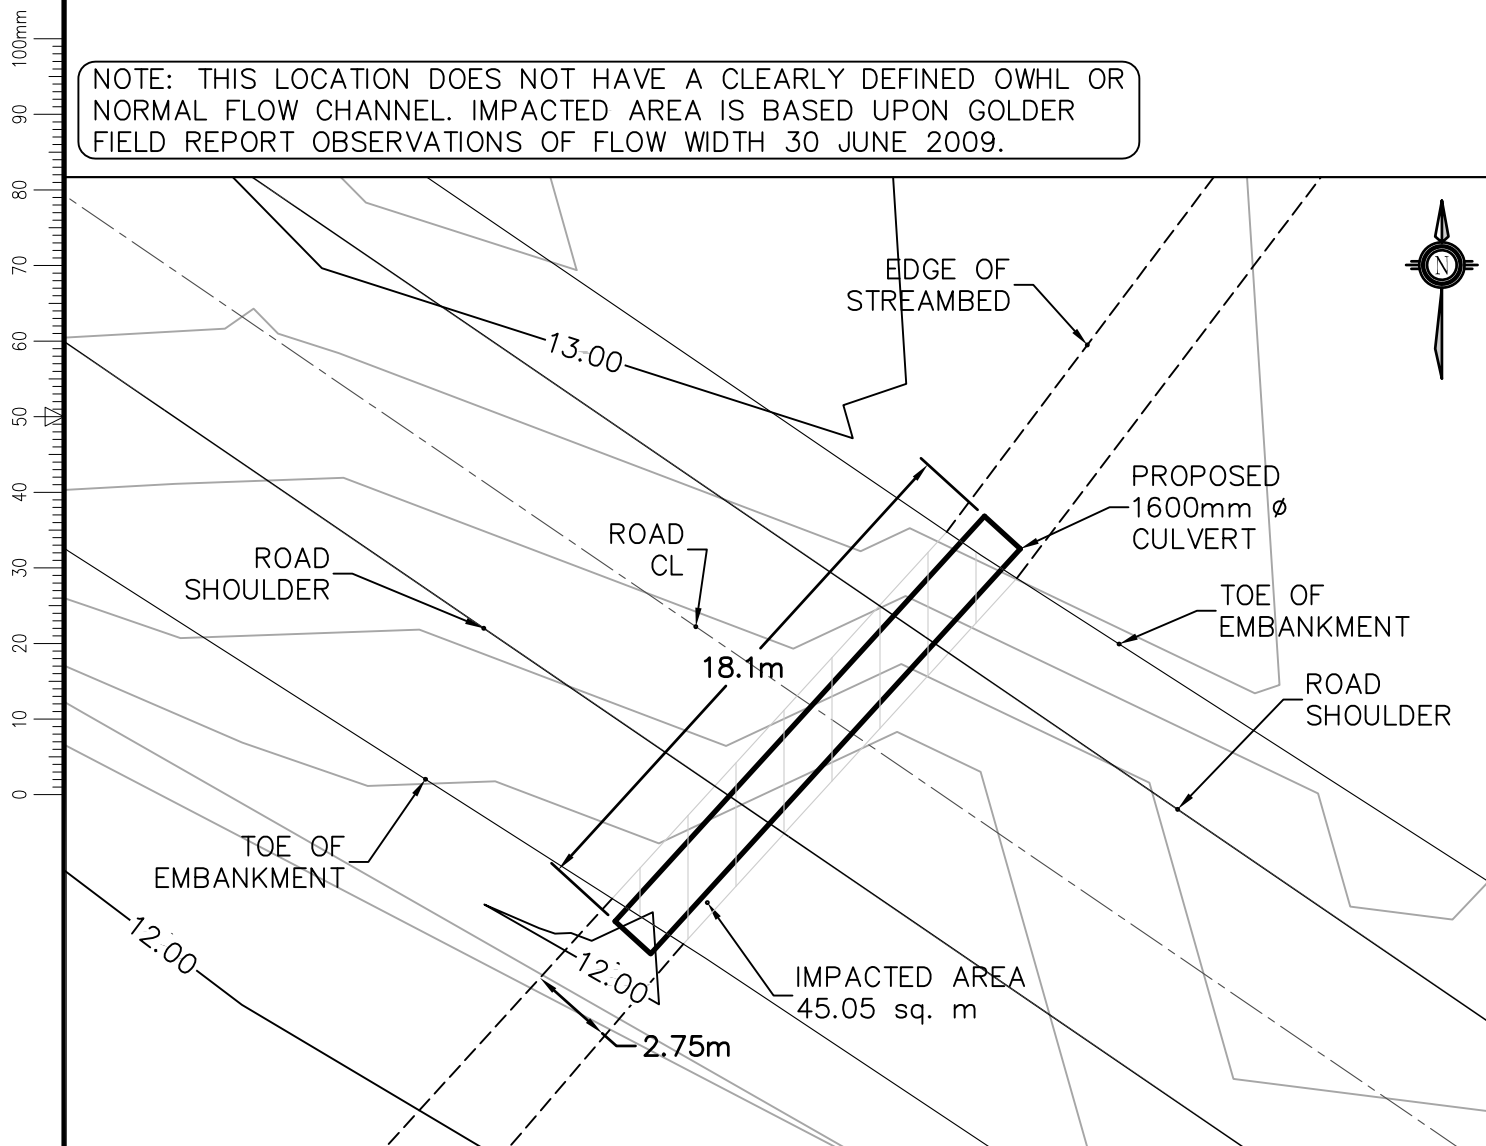 NOTE: THIS LOCATION DOES NOT HAVE A CLEARLY DEFINED OWHL OR
NORMAL FLOW CHANNEL. IMPACTED AREA IS BASED UPON GOLDER
FIELD REPORT OBSERVATIONS OF FLOW WIDTH 30 JUNE 2009.
100mm
90
80
70
60
50
40
30
20
10
0
N
EDGE OF
STREAMBED
13.00
PROPOSED
1600mm ø
CULVERT
ROAD
CL
ROAD
SHOULDER
TOE OF
EMBANKMENT
18.1m
ROAD
SHOULDER
TOE OF
EMBANKMENT
12.00
12.00
IMPACTED AREA
45.05 sq. m
2.75m